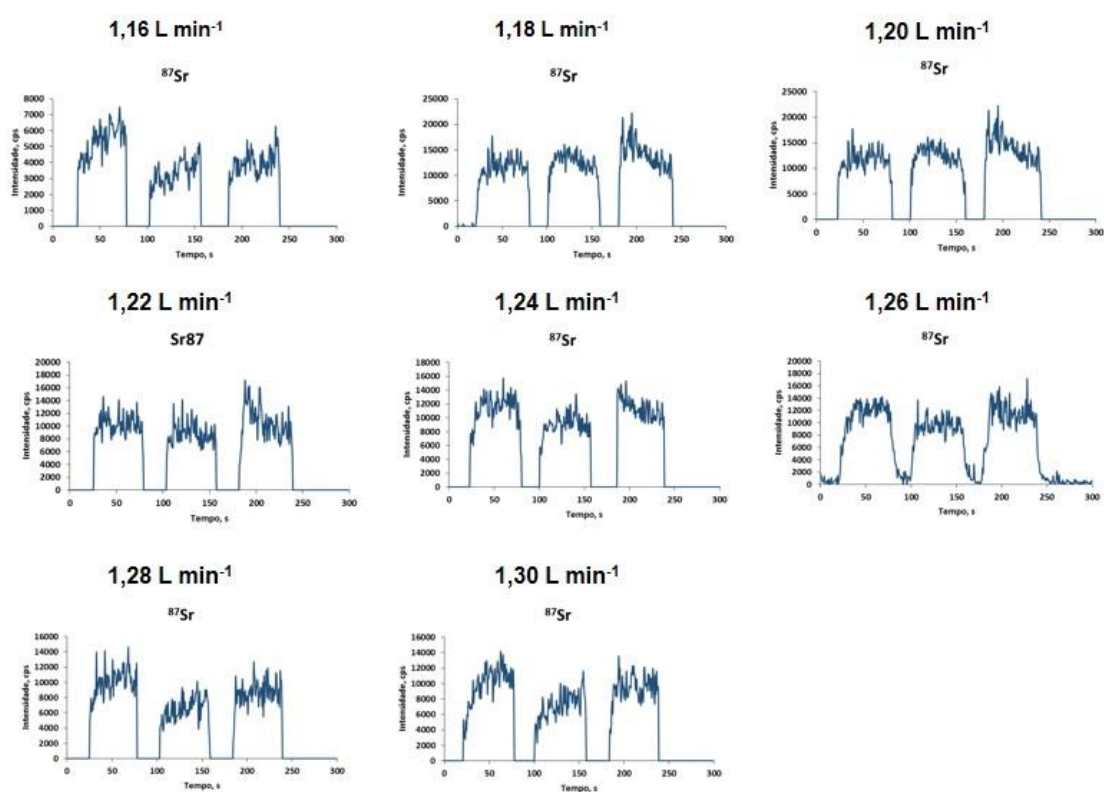 1,16 L min⁻¹
⁸⁷Sr
Intensidade, cps
8000
7000
6000
5000
4000
3000
2000
1000
0
0 50 100 150 200 250 300
Tempo, s
1,18 L min⁻¹
⁸⁷Sr
Intensidade, cps
25000
20000
15000
10000
5000
0
0 50 100 150 200 250 300
Tempo, s
1,20 L min⁻¹
⁸⁷Sr
Intensidade, cps
25000
20000
15000
10000
5000
0
0 50 100 150 200 250 300
Tempo, s
1,22 L min⁻¹
Sr87
Intensidade, cps
20000
18000
16000
14000
12000
10000
8000
6000
4000
2000
0
0 50 100 150 200 250 300
Tempo, s
1,24 L min⁻¹
⁸⁷Sr
Intensidade, cps
18000
16000
14000
12000
10000
8000
6000
4000
2000
0
0 50 100 150 200 250 300
Tempo, s
1,26 L min⁻¹
⁸⁷Sr
Intensidade, cps
20000
18000
16000
14000
12000
10000
8000
6000
4000
2000
0
0 50 100 150 200 250 300
Tempo, s
1,28 L min⁻¹
⁸⁷Sr
Intensidade, cps
16000
14000
12000
10000
8000
6000
4000
2000
0
0 50 100 150 200 250 300
Tempo, s
1,30 L min⁻¹
⁸⁷Sr
Intensidade, cps
16000
14000
12000
10000
8000
6000
4000
2000
0
0 50 100 150 200 250 300
Tempo, s